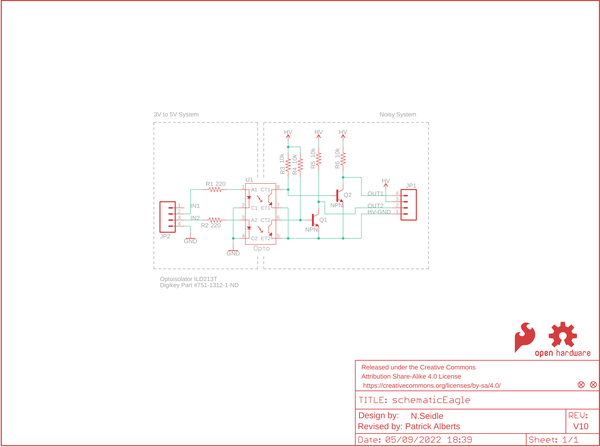 3V to 5V System
Noisy System
HV
HV
HV
R3 10k
R4 10k
R5 10k
R6 10k
U1
R1 220
A1 CT1
C1 ET1
A2 CT2
C2 ET2
Opto
IN1
IN2
R2 220
JP2
GND
GND
Q2
NPN
Q1
NPN
HV
JP1
OUT1
OUT2
HV-GND
Optoisolator ILD213T
Digikey Part #751-1312-1-ND
open hardware
Released under the Creative Commons
Attribution Share-Alike 4.0 License
https://creativecommons.org/licenses/by-sa/4.0/
TITLE: schematicEagle
Design by: N.Seidle
Revised by: Patrick Alberts
REV:
V10
Date: 05/09/2022 18:39
Sheet: 1/1